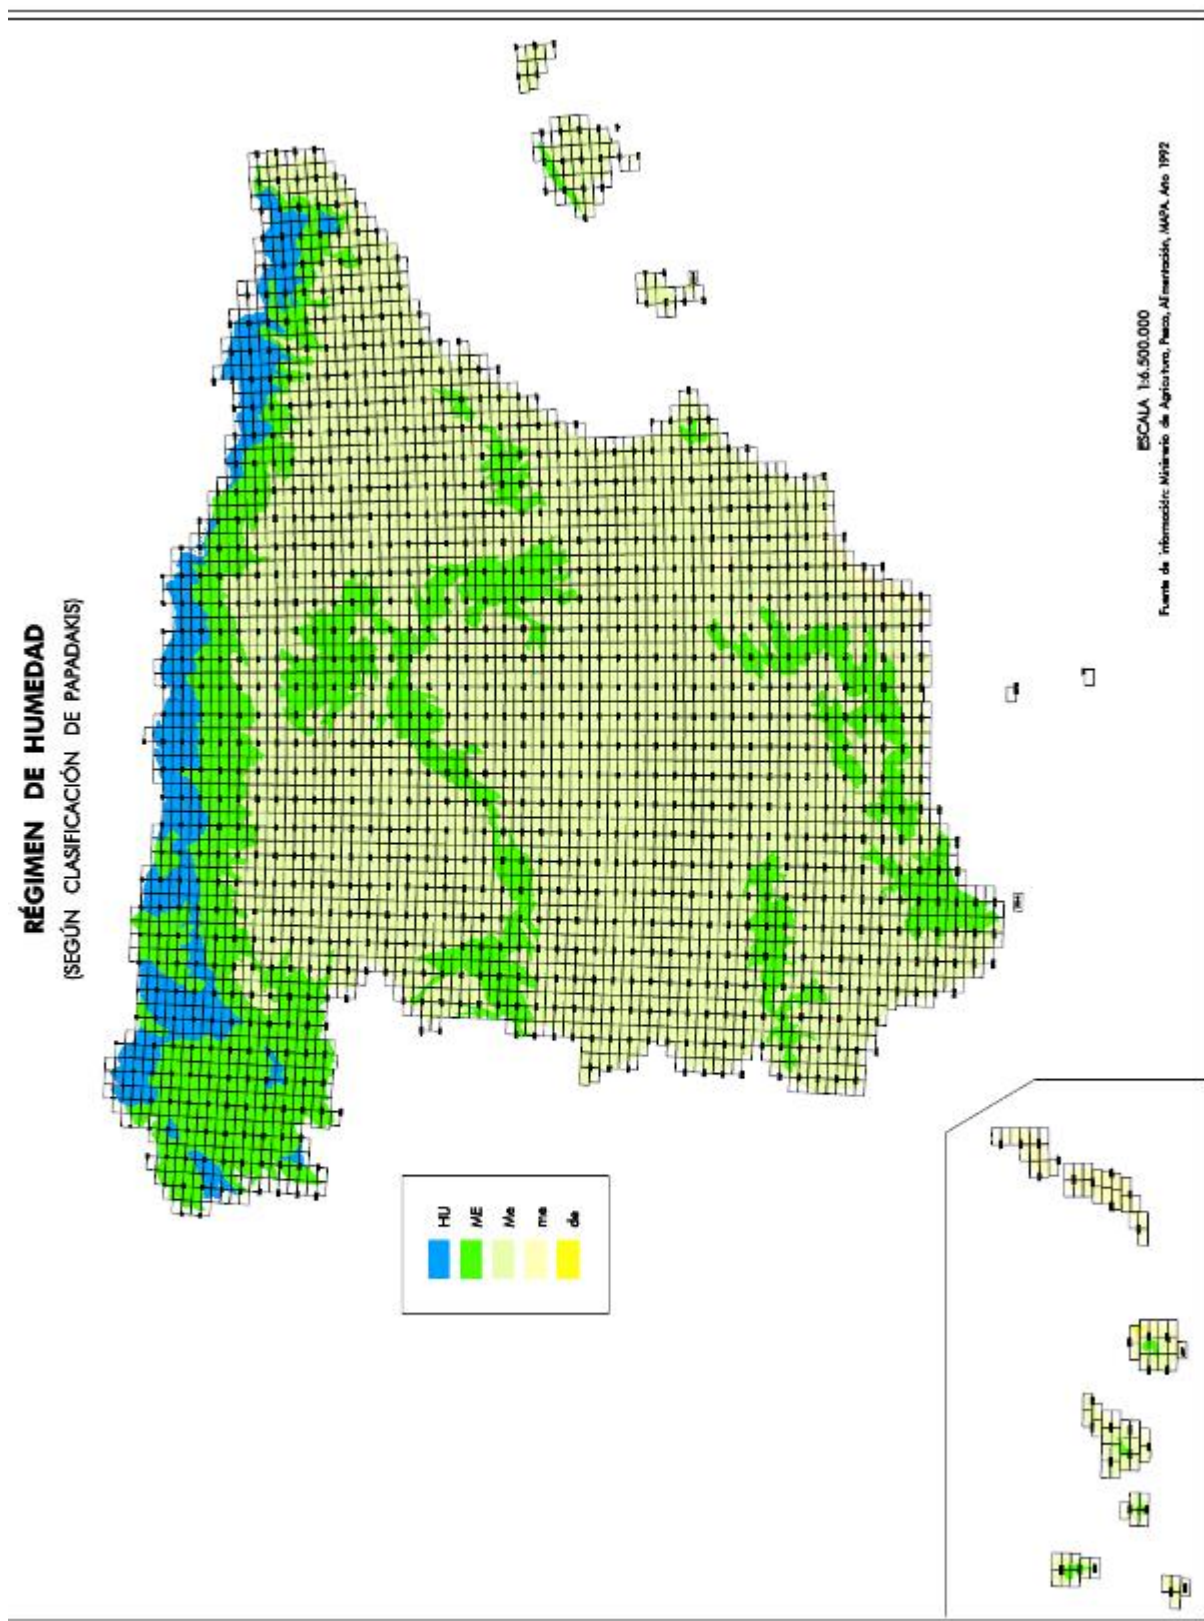 RÉGIMEN DE HUMEDAD
(SEGÚN CLASIFICACIÓN DE PAPADAKIS)
HU
ME
Me
me
de
ESCALA 1:6.500.000
Fuente de información: Ministerio de Agricultura, Pesca, Alimentación, MAPA. Año 1992